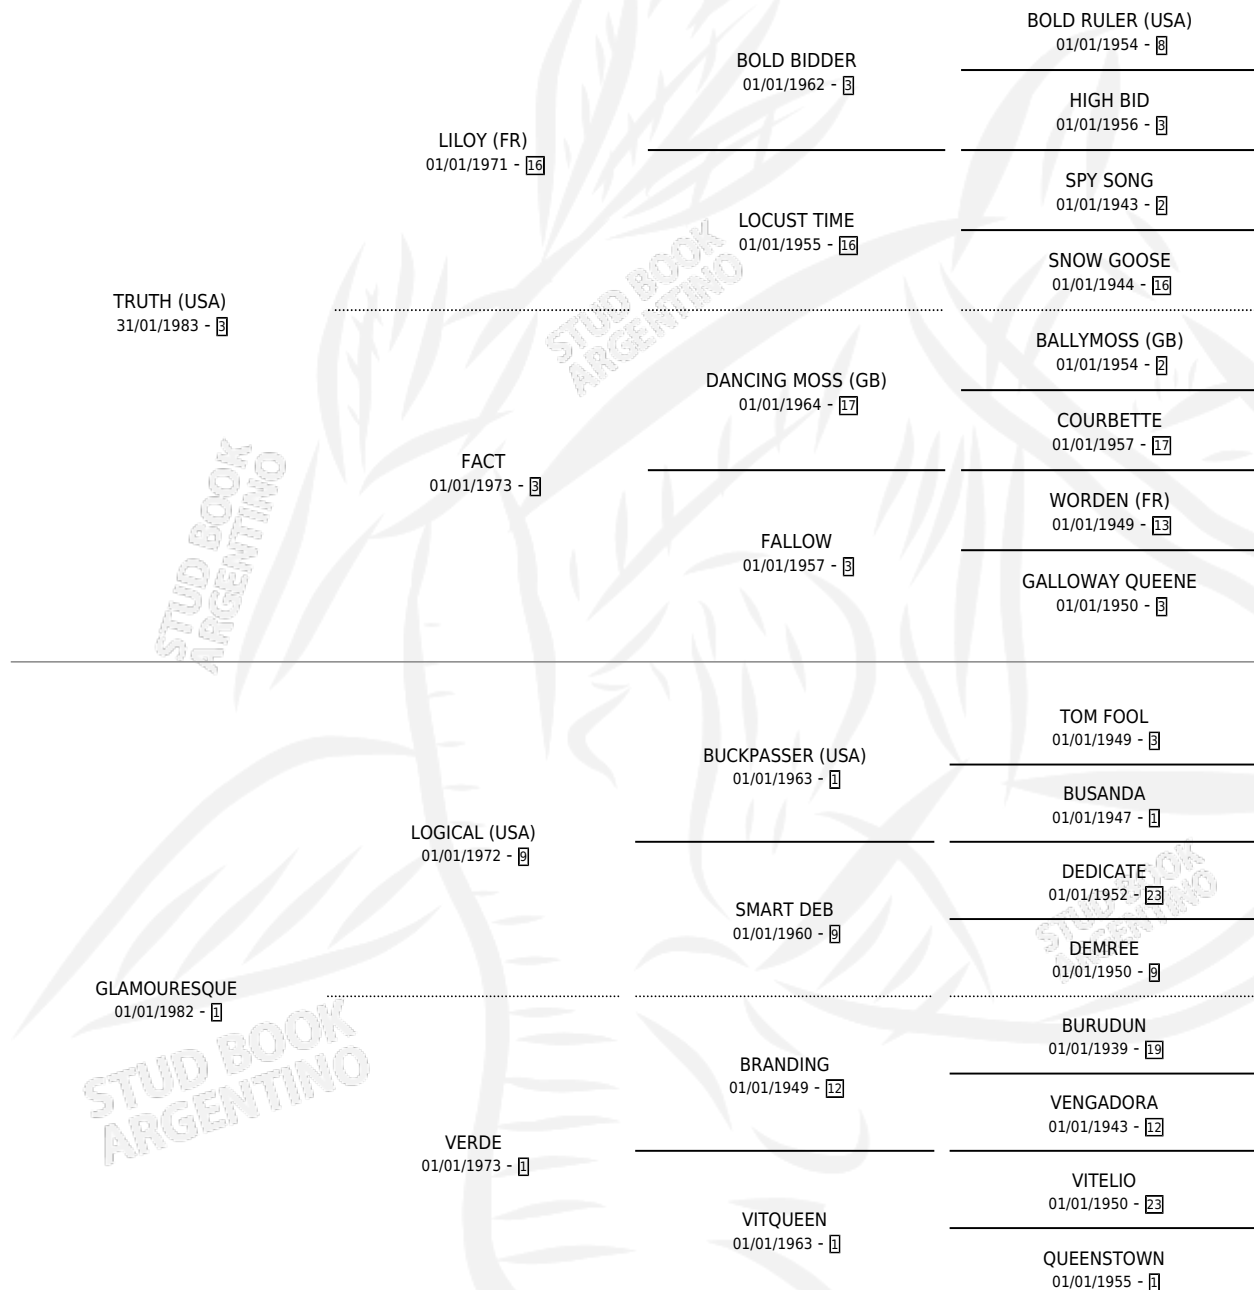 BOLD RULER (USA)
01/01/1954 - 8
BOLD BIDDER
01/01/1962 - 3
HIGH BID
01/01/1956 - 3
LILOY (FR)
01/01/1971 - 16
SPY SONG
01/01/1943 - 2
LOCUST TIME
01/01/1955 - 16
SNOW GOOSE
01/01/1944 - 16
TRUTH (USA)
31/01/1983 - 3
BALLYMOSS (GB)
01/01/1954 - 2
DANCING MOSS (GB)
01/01/1964 - 17
COURBETTE
01/01/1957 - 17
FACT
01/01/1973 - 3
WORDEN (FR)
01/01/1949 - 13
FALLOW
01/01/1957 - 3
GALLOWAY QUEENE
01/01/1950 - 3
STUD BOOK
ARGENTINO
STUD BOOK
ARGENTINO
TOM FOOL
01/01/1949 - 3
BUCKPASSER (USA)
01/01/1963 - 1
BUSANDA
01/01/1947 - 1
LOGICAL (USA)
01/01/1972 - 9
DEDICATE
01/01/1952 - 23
SMART DEB
01/01/1960 - 9
DEMREE
01/01/1950 - 9
GLAMOURESQUE
01/01/1982 - 1
BURUDUN
01/01/1939 - 19
BRANDING
01/01/1949 - 12
VENGADORA
01/01/1943 - 12
VERDE
01/01/1973 - 1
VITELIO
01/01/1950 - 23
VITQUEEN
01/01/1963 - 1
QUEENSTOWN
01/01/1955 - 1
STUD BOOK
ARGENTINO
STUD BOOK
ARGENTINO